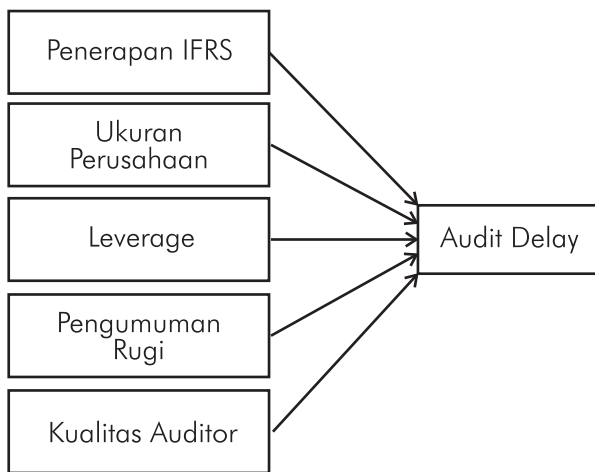 Penerapan IFRS
Ukuran
Perusahaan
Leverage
Audit Delay
Pengumuman
Rugi
Kualitas Auditor